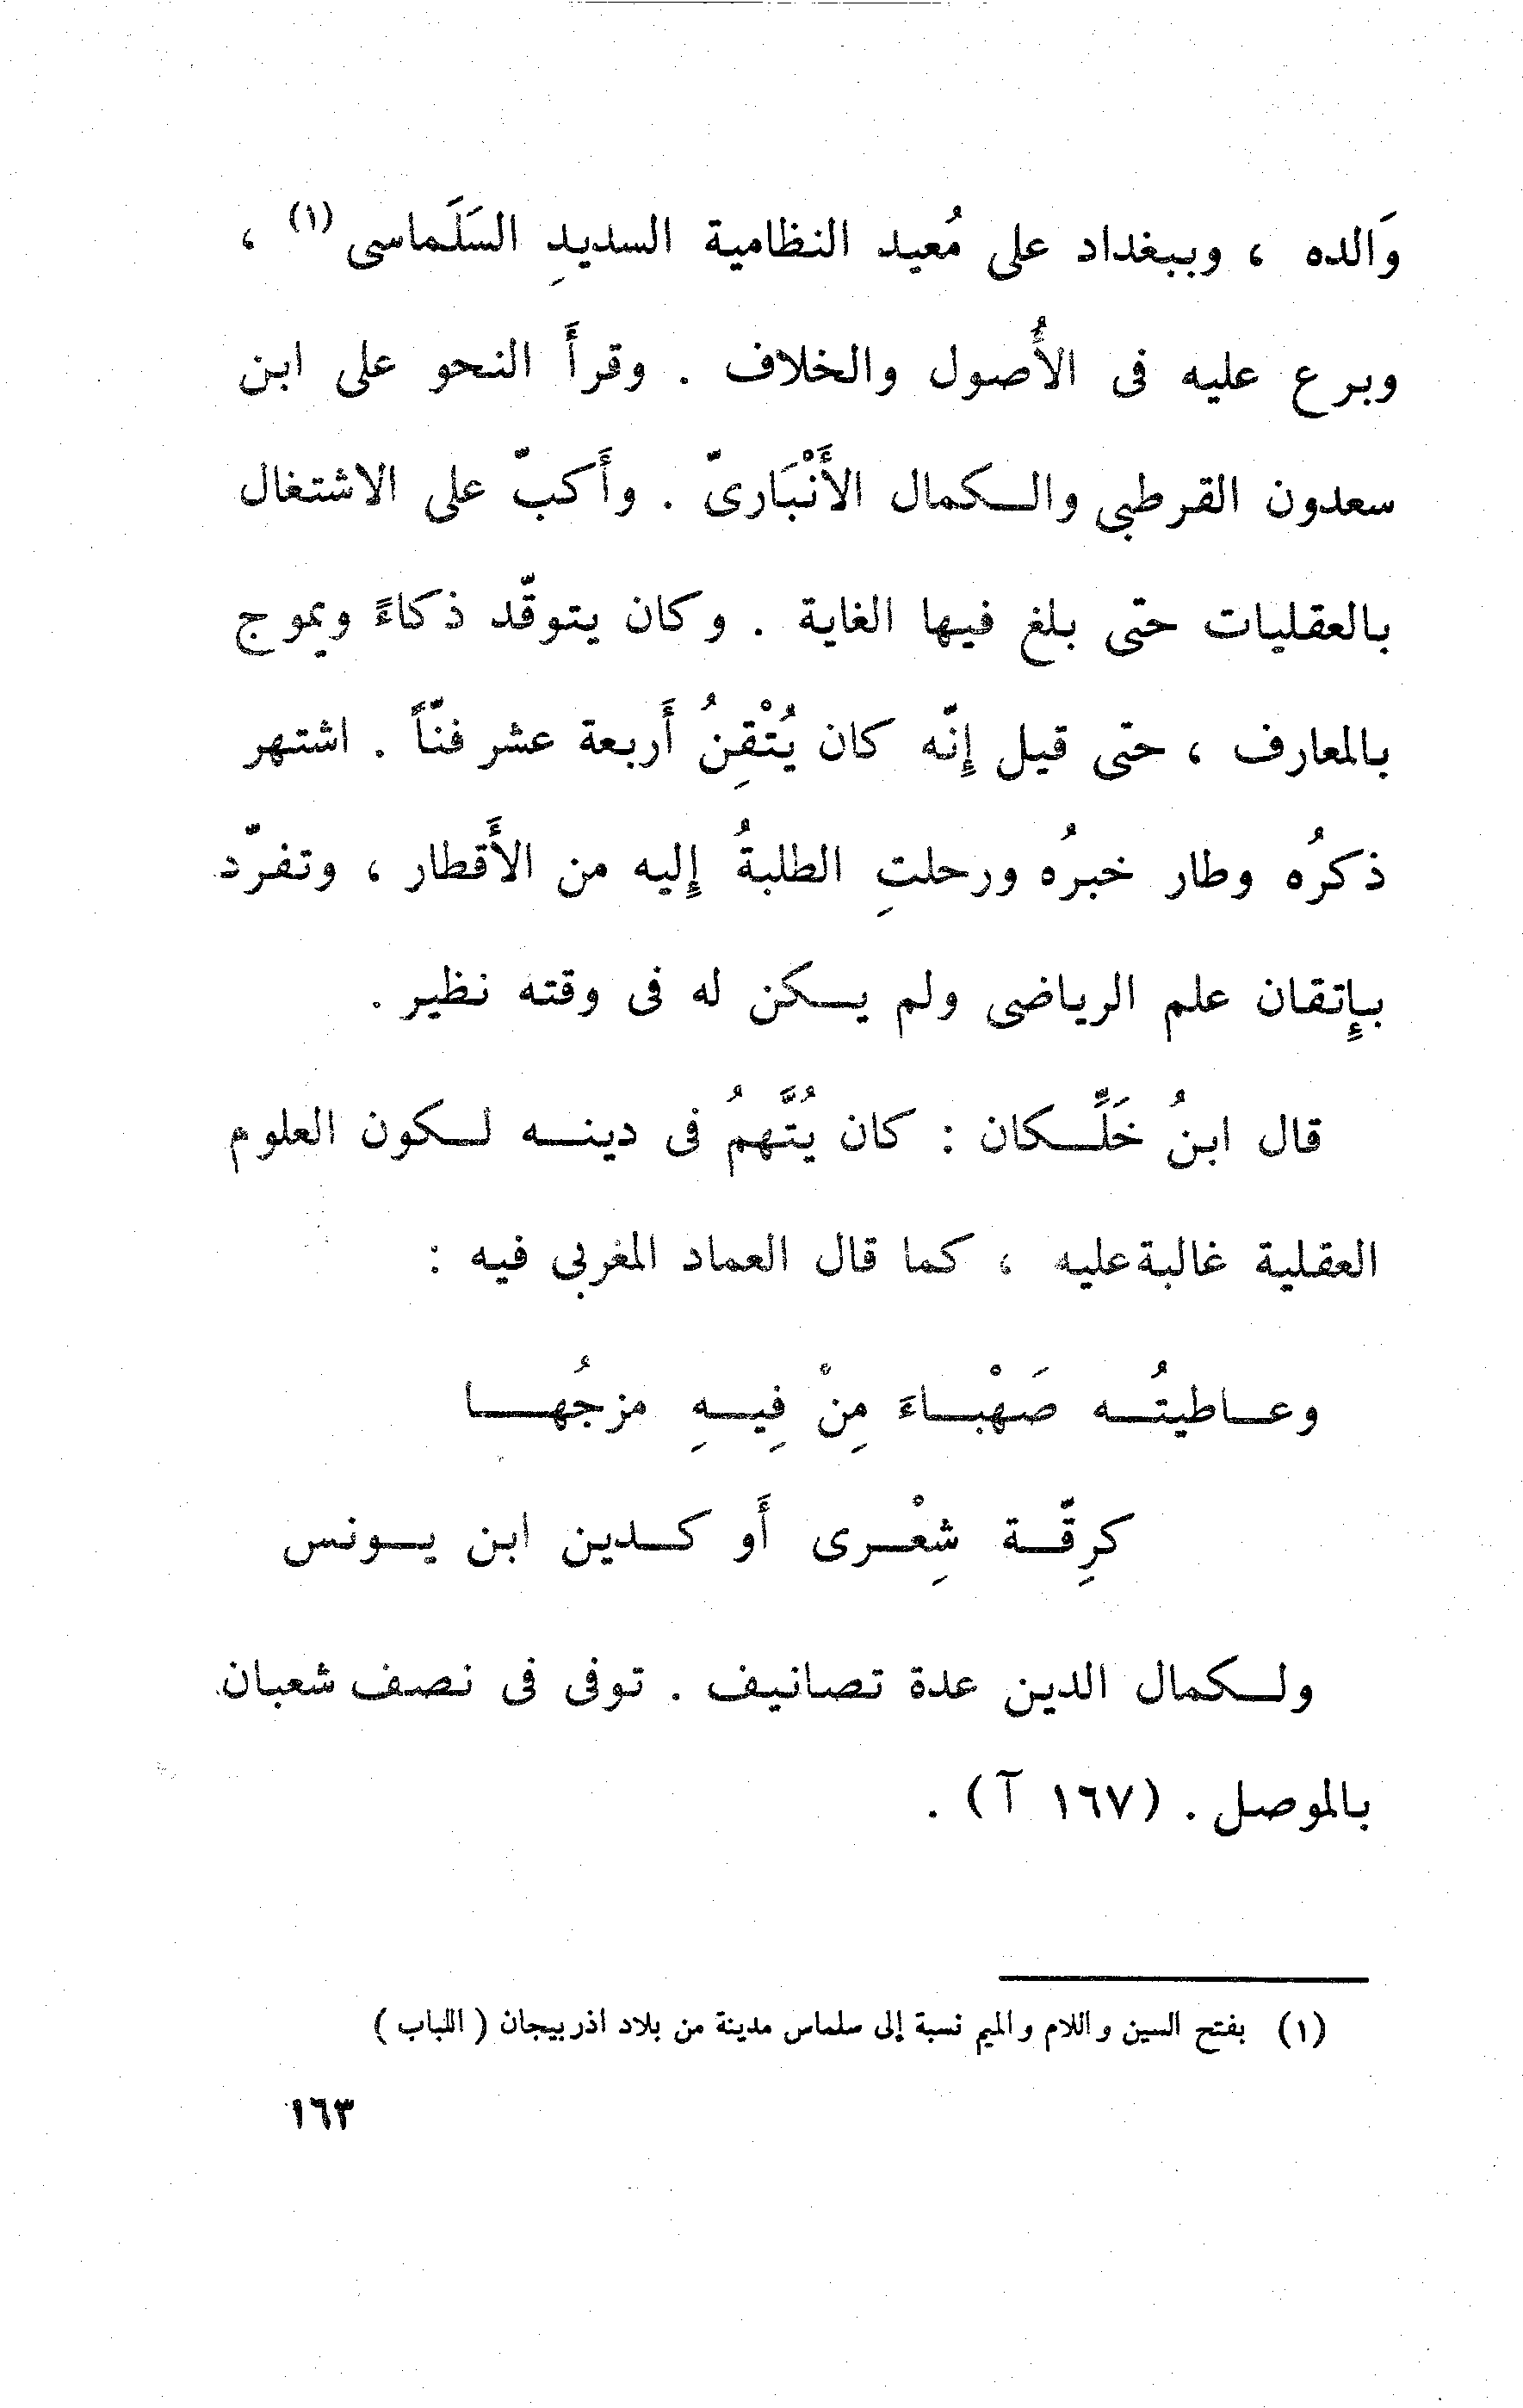 وَالده ، وببغداد على مُعيد النظامية السديدِ السَلَماسى (١) ،
وبرع عليه فى الأُصول والخلاف . وقرأَ النحو على ابن
سعدون القرطبي والكمال الأَنْبَارىّ . وأَكبّ على الاشتغال
بالعقليات حتى بلغ فيها الغاية . وكان يتوقّد ذكاءً ويموج
بالمعارف ، حتى قيل إِنّه كان يُتْقِنُ أَربعة عشر فنّاً . اشتهر
ذكرُه وطار خبرُه ورحلتِ الطلبةُ إِليه من الأَقطار ، وتفرّد
بإِتقان علم الرياضى ولم يكن له فى وقته نظير .
قال ابنُ خَلِّكان : كان يُتَّهمُ فى دينه لكون العلوم
العقلية غالبة عليه ، كما قال العماد المغربى فيه :
وعاطيتُه صَهْباءَ مِنْ فِيهِ مزجُها
كرِقّة شِعْرى أَو كدين ابن يونس
ولكمال الدين عدة تصانيف . توفى فى نصف شعبان
بالموصل . (١٦٧ آ) .
(١) بفتح السين واللام والميم نسبة إلى سلماس مدينة من بلاد اذربيجان ( اللباب )
١٦٣